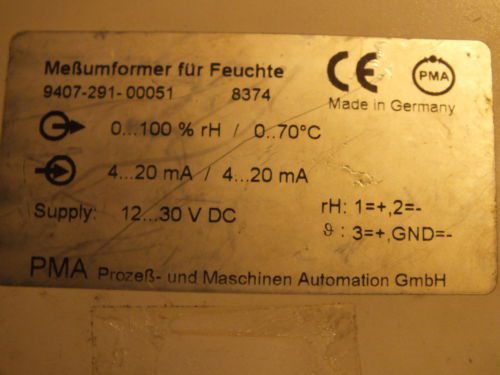 Meßumformer für Feuchte
9407-291-00051 8374
CE PMA
Made in Germany
0...100 % rH / 0..70°C
4...20 mA / 4...20 mA
Supply: 12...30 V DC
rH: 1=+,2=-
ϑ: 3=+,GND=-
PMA Prozeß- und Maschinen Automation GmbH